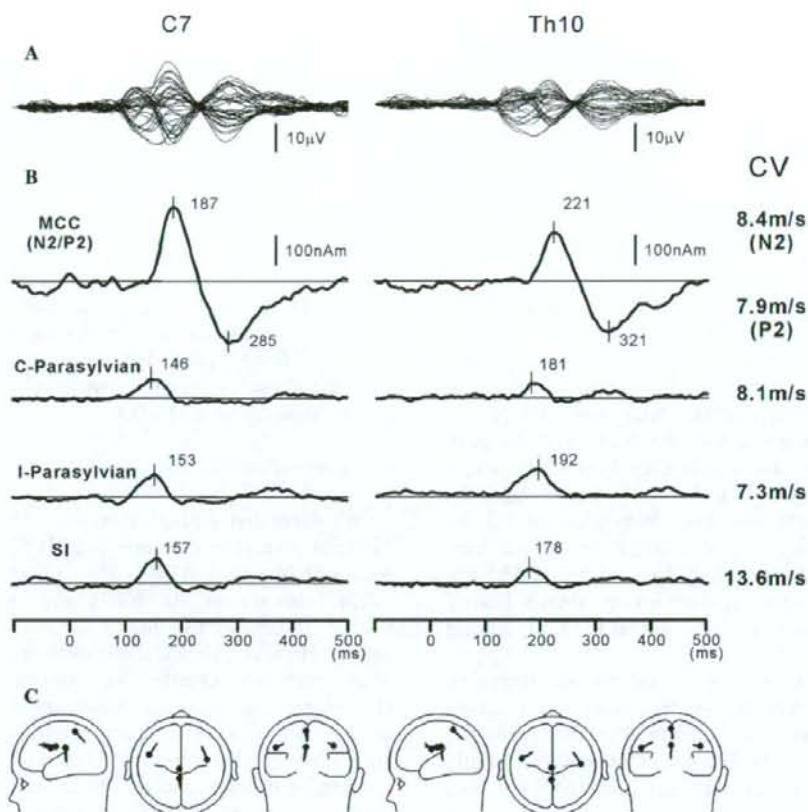 C7 Th10
A
10μV 10μV
CV
B
187 221 8.4m/s
MCC (N2)
(N2/P2) 100nAm 100nAm
7.9m/s
285 321 (P2)
C-Parasylvian 146 181
8.1m/s
I-Parasylvian 153 192
7.3m/s
SI 157 178
13.6m/s
0 100 200 300 400 500 0 100 200 300 400 500
(ms) (ms)
C